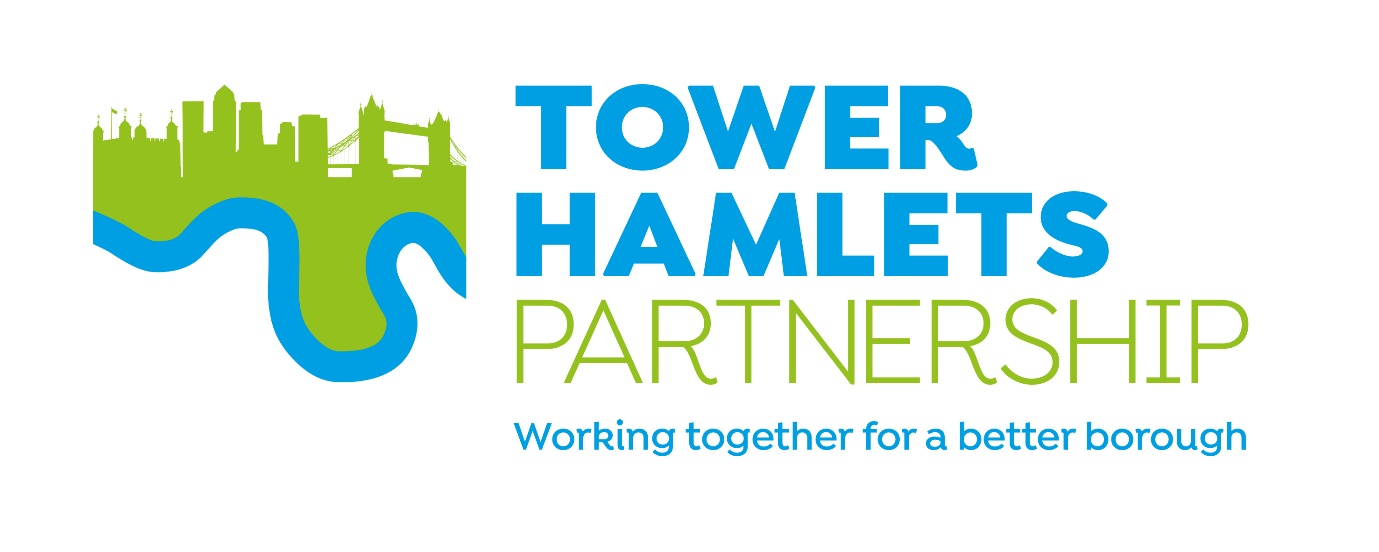 TOWER
HAMLETS
PARTNERSHIP
Working together for a better borough